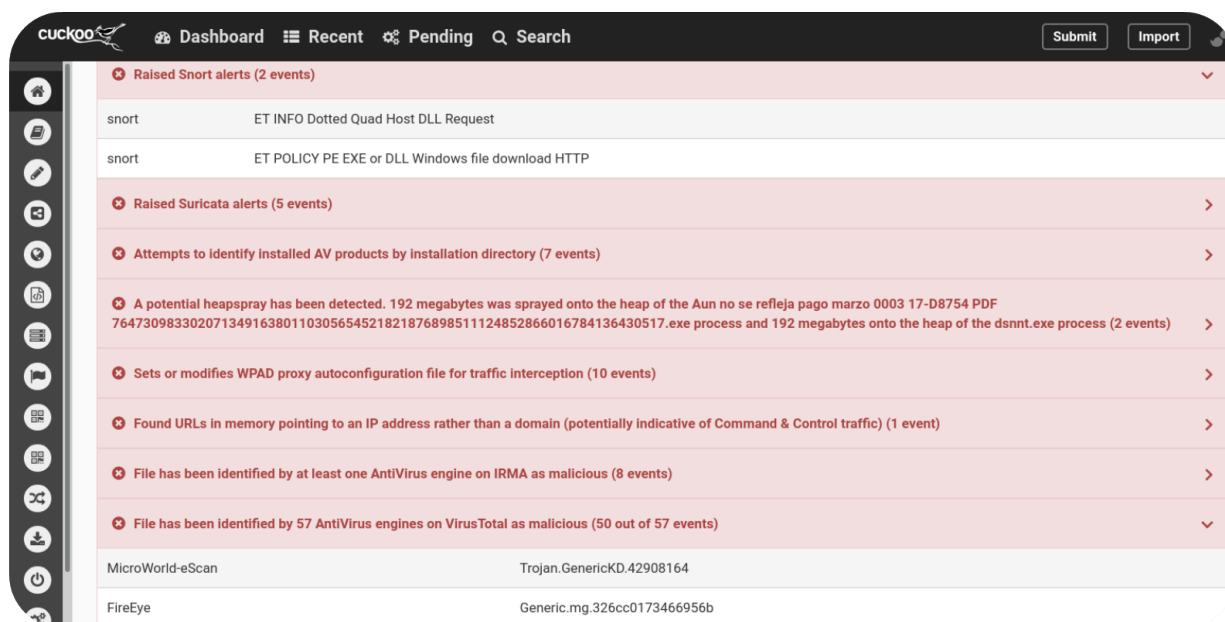 cuckoo Dashboard Recent Pending Search Submit Import
Raised Snort alerts (2 events)
snort ET INFO Dotted Quad Host DLL Request
snort ET POLICY PE EXE or DLL Windows file download HTTP
Raised Suricata alerts (5 events)
Attempts to identify installed AV products by installation directory (7 events)
A potential heapspray has been detected. 192 megabytes was sprayed onto the heap of the Aun no se refleja pago marzo 0003 17-D8754 PDF
764730983302071349163801103056545218218768985111248528660167841364​30517.exe process and 192 megabytes onto the heap of the dsnnt.exe process (2 events)
Sets or modifies WPAD proxy autoconfiguration file for traffic interception (10 events)
Found URLs in memory pointing to an IP address rather than a domain (potentially indicative of Command & Control traffic) (1 event)
File has been identified by at least one AntiVirus engine on IRMA as malicious (8 events)
File has been identified by 57 AntiVirus engines on VirusTotal as malicious (50 out of 57 events)
MicroWorld-eScan Trojan.GenericKD.42908164
FireEye Generic.mg.326cc0173466956b